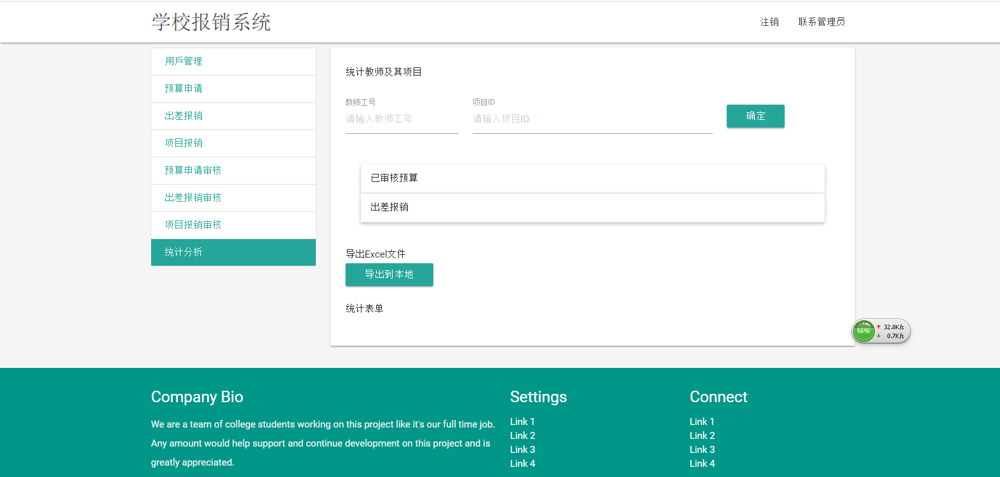 学校报销系统
注销
联系管理员
用戶管理
预算申请
出差报销
项目报销
预算申请审核
出差报销审核
项目报销审核
统计分析
统计教师及其项目
教师工号
项目ID
请输入教师工号
请输入项目ID
确定
已审核预算
出差报销
导出Excel文件
导出到本地
统计表单
66%
32.8K/s
0.7K/s
Company Bio
We are a team of college students working on this project like it's our full time job.
Any amount would help support and continue development on this project and is
greatly appreciated.
Settings
Link 1
Link 2
Link 3
Link 4
Connect
Link 1
Link 2
Link 3
Link 4